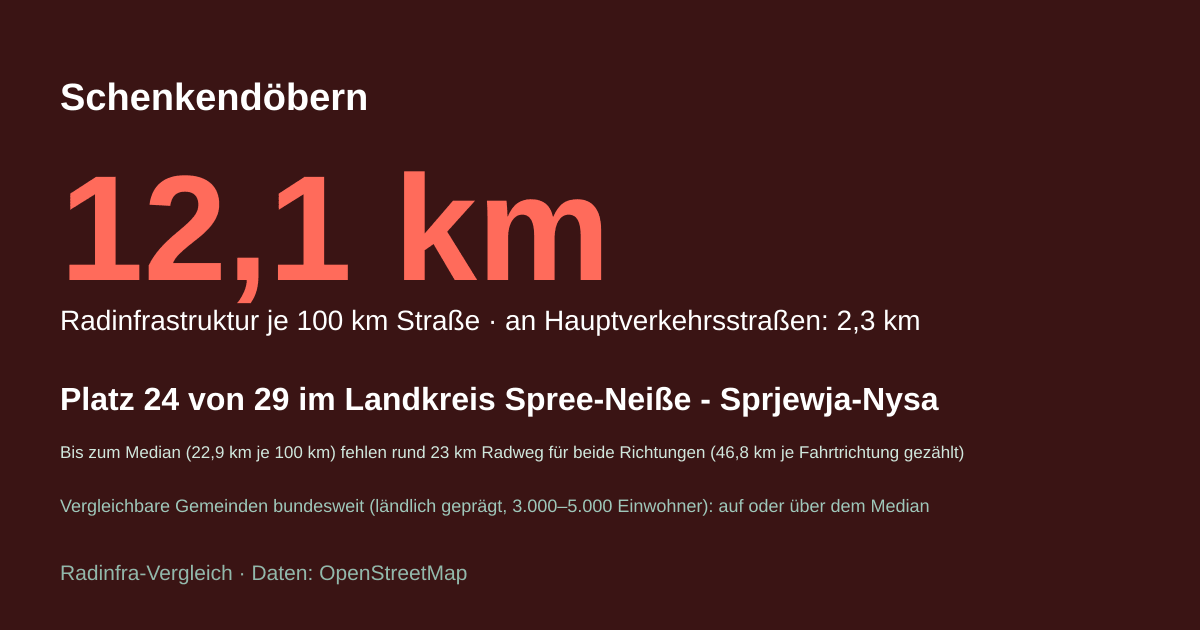 Schenkendöbern
12,1 km
Radinfrastruktur je 100 km Straße · an Hauptverkehrsstraßen: 2,3 km
Platz 24 von 29 im Landkreis Spree-Neiße - Sprjewja-Nysa
Bis zum Median (22,9 km je 100 km) fehlen rund 23 km Radweg für beide Richtungen (46,8 km je Fahrtrichtung gezählt)
Vergleichbare Gemeinden bundesweit (ländlich geprägt, 3.000–5.000 Einwohner): auf oder über dem Median
Radinfra-Vergleich · Daten: OpenStreetMap